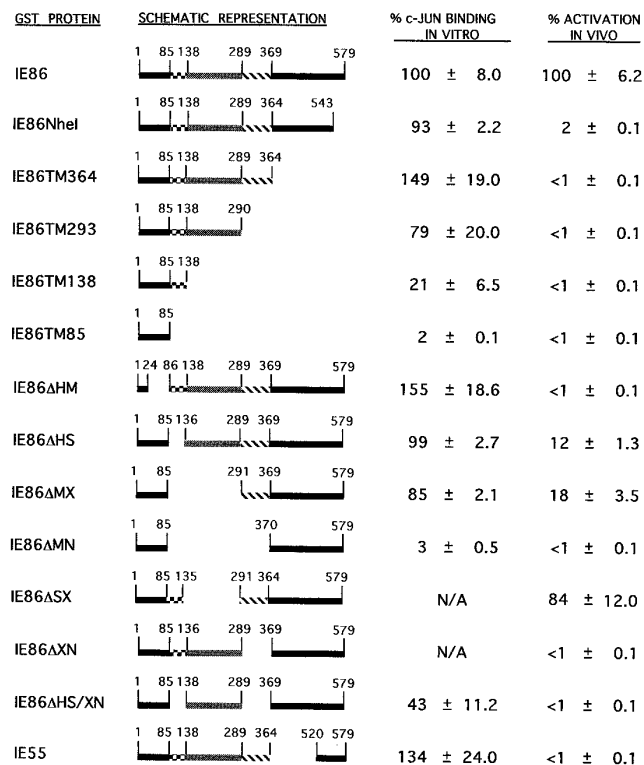 GST PROTEIN SCHEMATIC REPRESENTATION % c-JUN BINDING IN VITRO % ACTIVATION IN VIVO
1 85 138 289 369 579
IE86 100 ± 8.0 100 ± 6.2
1 85 138 289 364 543
IE86NheI 93 ± 2.2 2 ± 0.1
1 85 138 289 364
IE86TM364 149 ± 19.0 <1 ± 0.1
1 85 138 290
IE86TM293 79 ± 20.0 <1 ± 0.1
1 85 138
IE86TM138 21 ± 6.5 <1 ± 0.1
1 85
IE86TM85 2 ± 0.1 <1 ± 0.1
1 24 86 138 289 369 579
IE86ΔHM 155 ± 18.6 <1 ± 0.1
1 85 136 289 369 579
IE86ΔHS 99 ± 2.7 12 ± 1.3
1 85 291 369 579
IE86ΔMX 85 ± 2.1 18 ± 3.5
1 85 370 579
IE86ΔMN 3 ± 0.5 <1 ± 0.1
1 85 135 291 364 579
IE86ΔSX N/A 84 ± 12.0
1 85 136 289 369 579
IE86ΔXN N/A <1 ± 0.1
1 85 138 289 369 579
IE86ΔHS/XN 43 ± 11.2 <1 ± 0.1
1 85 138 289 364 520 579
IE55 134 ± 24.0 <1 ± 0.1